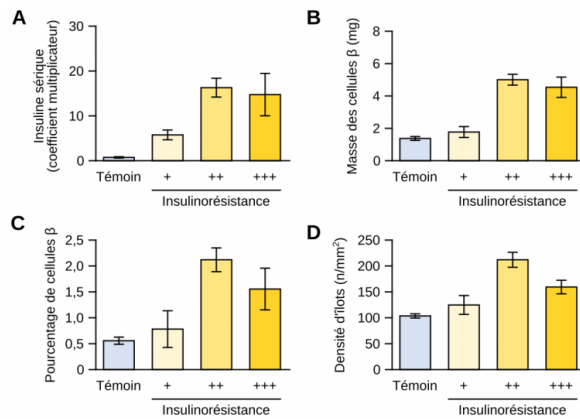 A
Insuline sérique
(coefficient multiplicateur)
30
20
10
0
Témoin + ++ +++
Insulinorésistance
B
Masse des cellules β (mg)
8
6
4
2
0
Témoin + ++ +++
Insulinorésistance
C
Pourcentage de cellules β
2,5
2,0
1,5
1,0
0,5
0
Témoin + ++ +++
Insulinorésistance
D
Densité d'îlots (n/mm²)
250
200
150
100
50
0
Témoin + ++ +++
Insulinorésistance